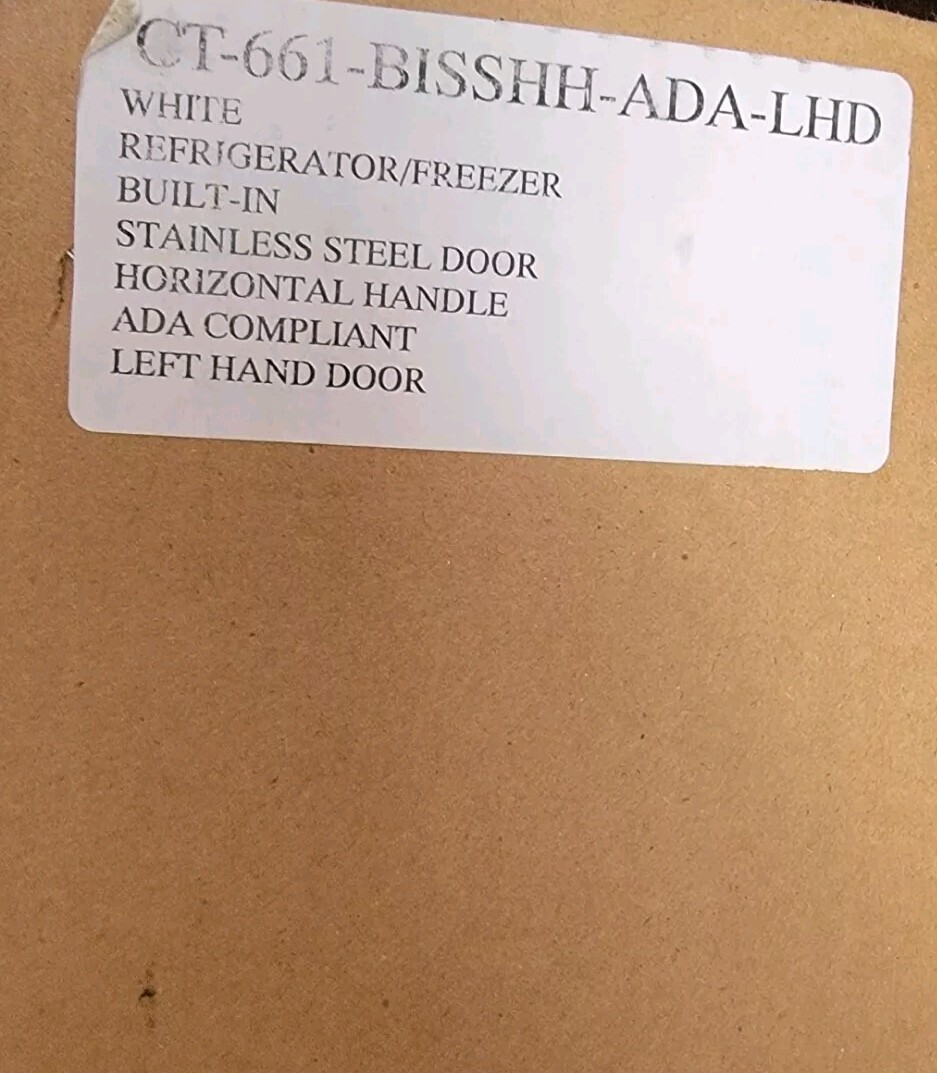 CT-661-BISSHH-ADA-LHD
WHITE
REFRIGERATOR/FREEZER
BUILT-IN
STAINLESS STEEL DOOR
HORIZONTAL HANDLE
ADA COMPLIANT
LEFT HAND DOOR